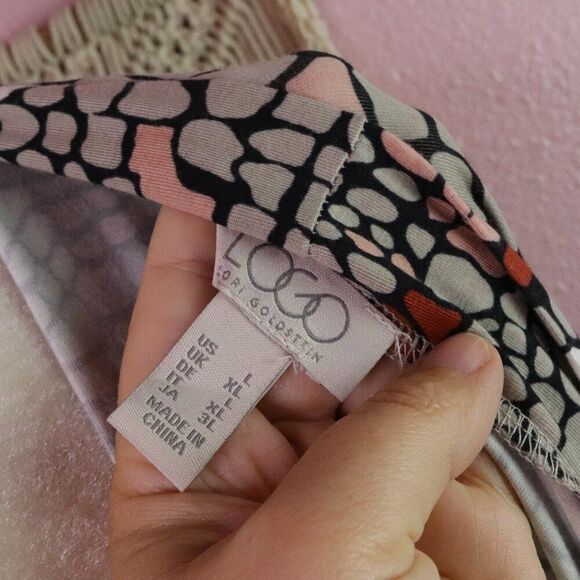 LOGO
LORI GOLDSTEIN
US L
UK XL
DE L
IT XL
JA 3L
MADE IN
CHINA